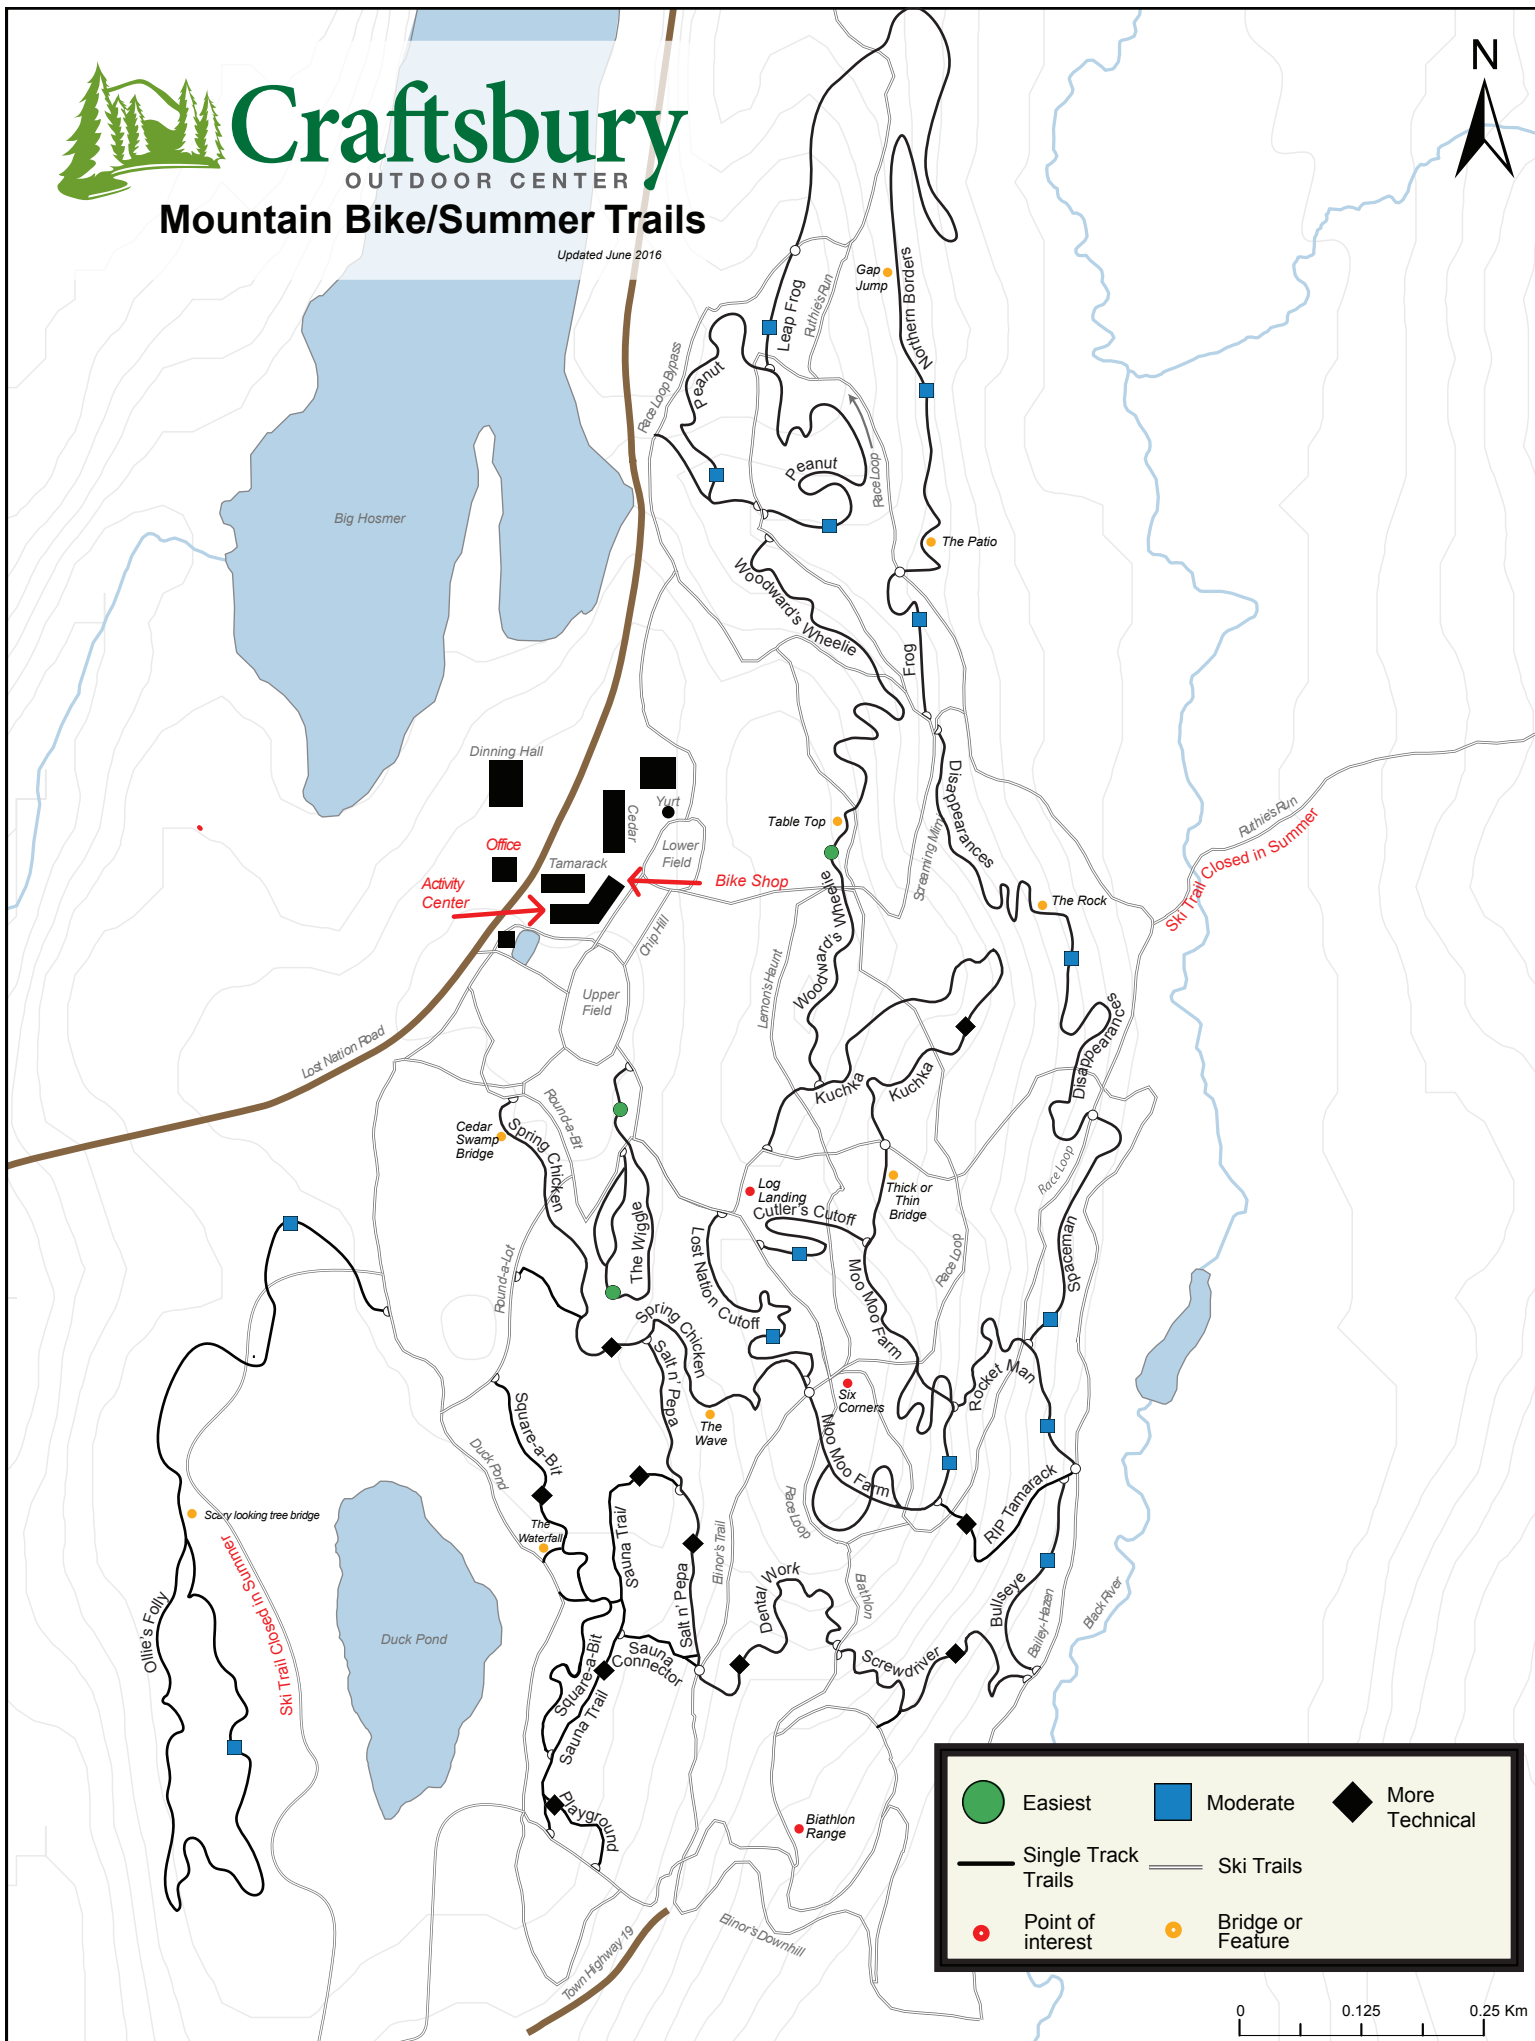 Craftsbury
OUTDOOR CENTER
Mountain Bike/Summer Trails
Updated June 2016
N
Gap
Jump
Northern Borders
Leap Frog
Ruthie's Run
Race Loop Bypass
Peanut
Peanut
Race Loop
Big Hosmer
The Patio
Woodward's Wheelie
Frog
Dinning Hall
Yurt
Cedar
Table Top
Disappearances
Screaming Mimi
Office
Tamarack
Lower
Field
Activity
Center
Bike Shop
Woodward's Wheelie
The Rock
Ruthie's Run
Ski Trail Closed in Summer
Chip Hill
Lemon's Haunt
Upper
Field
Lost Nation Road
Kuchka
Kuchka
Disappearances
Round-a-Bit
Cedar
Swamp
Bridge
Spring Chicken
Race Loop
Log
Landing
Thick or
Thin
Bridge
Cutler's Cutoff
The Wiggle
Lost Nation Cutoff
Moo Moo Farm
Race Loop
Spaceman
Round-a-Lot
Spring Chicken
Salt n' Pepa
Rocket Man
Six
Corners
The
Wave
Square-a-Bit
Duck Pond
Moo Moo Farm
Race Loop
RIP Tamarack
Scary looking tree bridge
The
Waterfall
Sauna Trail/
Elinor's Trail
Salt n' Pepa
Dental Work
Biathlon
Bullseye
Bailey-Hazen
Black River
Ollie's Folly
Ski Trail Closed in Summer
Duck Pond
Square-a-Bit
Sauna
Connector
Screwdriver
Sauna Trail
Playground
Biathlon
Range
Elinor's Downhill
Town Highway 19
Easiest
Moderate
More
Technical
Single Track
Trails
Ski Trails
Point of
interest
Bridge or
Feature
0
0.125
0.25 Km